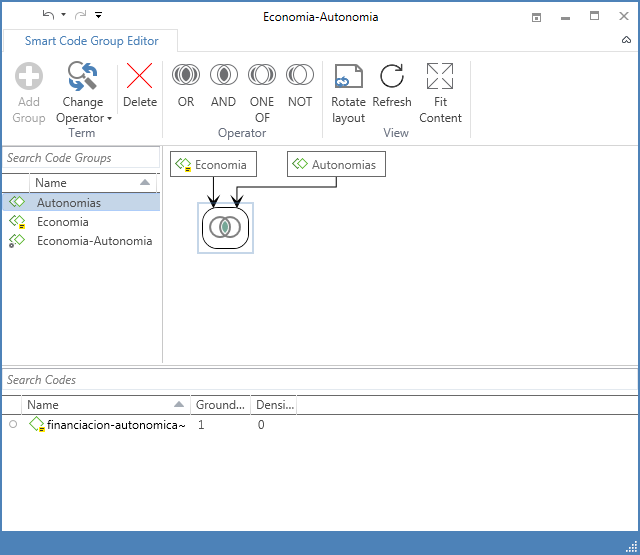 Economia-Autonomia
Smart Code Group Editor
Add Group
Change Operator
Delete
OR
AND
ONE OF
NOT
Rotate layout
Refresh
Fit Content
Term
Operator
View
Search Code Groups
Name
Autonomias
Economia
Economia-Autonomia
Economia
Autonomias
Search Codes
Name Ground... Densi...
financiacion-autonomica~ 1 0